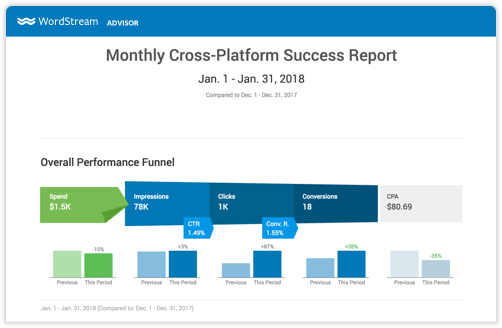 WordStream ADVISOR
Monthly Cross-Platform Success Report
Jan. 1 - Jan. 31, 2018
Compared to Dec. 1 - Dec. 31, 2017
Overall Performance Funnel
Spend Impressions Clicks Conversions CPA
$1.5K 78K 1K 18 $80.69
CTR Conv. R.
1.49% 1.55%
-10% +3% +87% +38% -35%
Previous This Period Previous This Period Previous This Period Previous This Period Previous This Period
Jan. 1 - Jan. 31, 2018 (Compared to: Dec. 1 - Dec. 31, 2017)